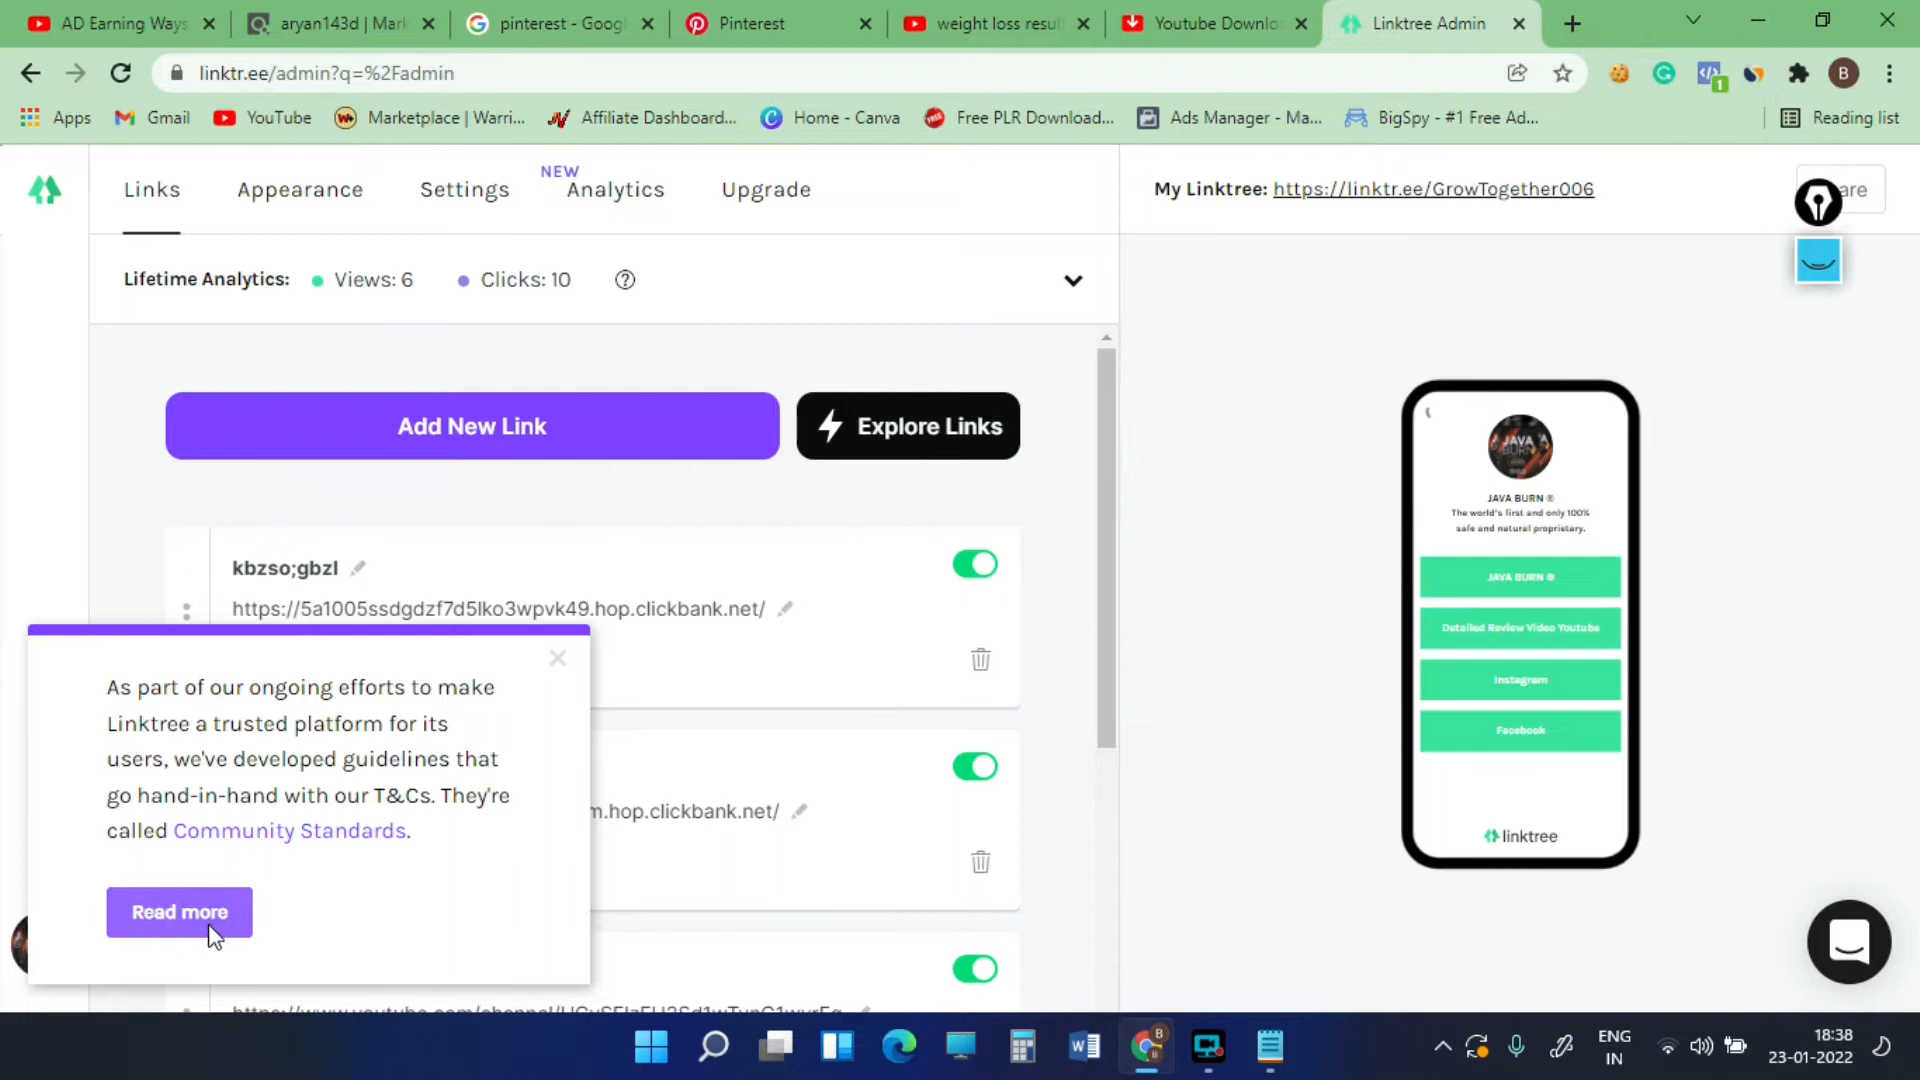 AD Earning Ways
aryan143d | Mark
pinterest - Goog
Pinterest
weight loss resul
Youtube Downlo
Linktree Admin
linktr.ee/admin?q=%2Fadmin
1
B
Apps
Gmail
YouTube
Marketplace | Warri...
Affiliate Dashboard...
Home - Canva
Free PLR Download...
Ads Manager - Ma...
BigSpy - #1 Free Ad...
Reading list
Links
Appearance
Settings
NEW
Analytics
Upgrade
My Linktree: https://linktr.ee/GrowTogether006
are
Lifetime Analytics:
Views: 6
Clicks: 10
Add New Link
Explore Links
kbzso;gbzl
https://5a1005ssdgdzf7d5lko3wpvk49.hop.clickbank.net/
As part of our ongoing efforts to make
Linktree a trusted platform for its
users, we've developed guidelines that
go hand-in-hand with our T&Cs. They're
called Community Standards.
Read more
m.hop.clickbank.net/
JAVA BURN
JAVA BURN ®
The world's first and only 100%
safe and natural proprietary.
JAVA BURN ®
Detailed Review Video Youtube
Instagram
Facebook
linktree
ENG
IN
18:38
23-01-2022